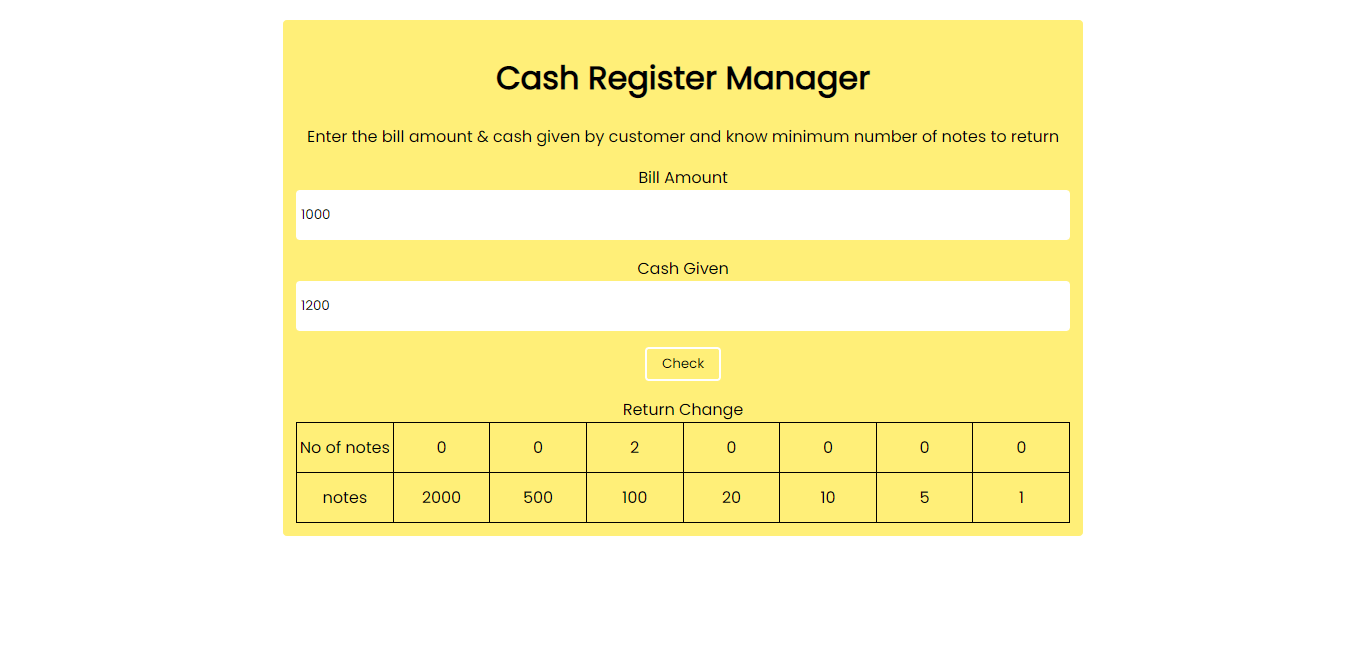 Cash Register Manager
Enter the bill amount & cash given by customer and know minimum number of notes to return
Bill Amount
1000
Cash Given
1200
Check
Return Change
No of notes 0 0 2 0 0 0 0
notes 2000 500 100 20 10 5 1